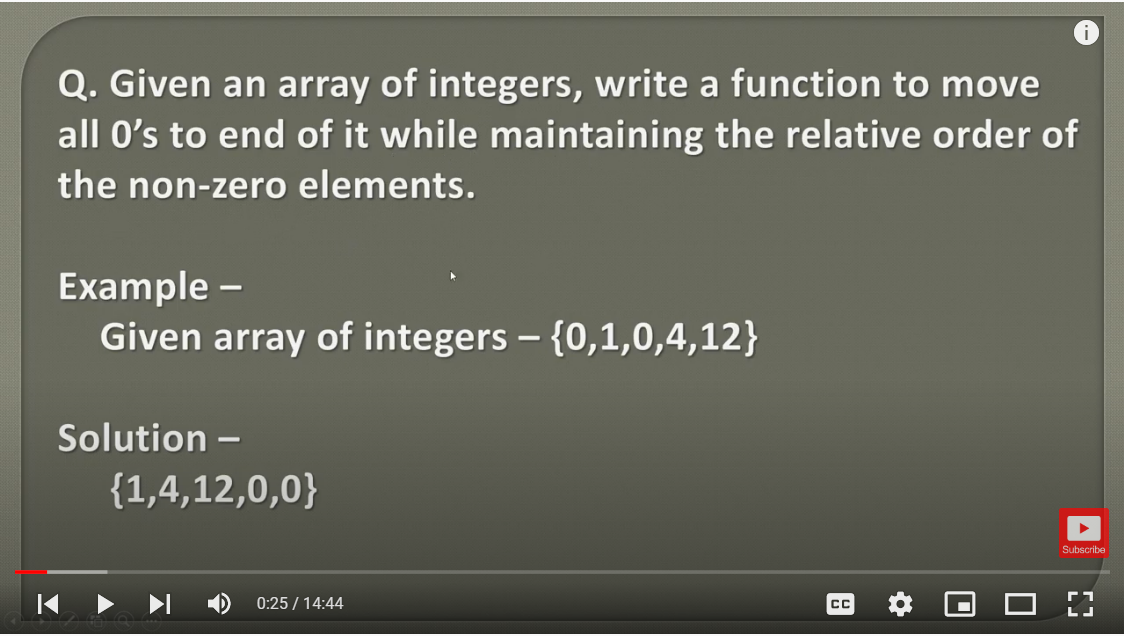 Q. Given an array of integers, write a function to move
all 0’s to end of it while maintaining the relative order of
the non-zero elements.
Example –
Given array of integers – {0,1,0,4,12}
Solution –
{1,4,12,0,0}
Subscribe
0:25 / 14:44
CC